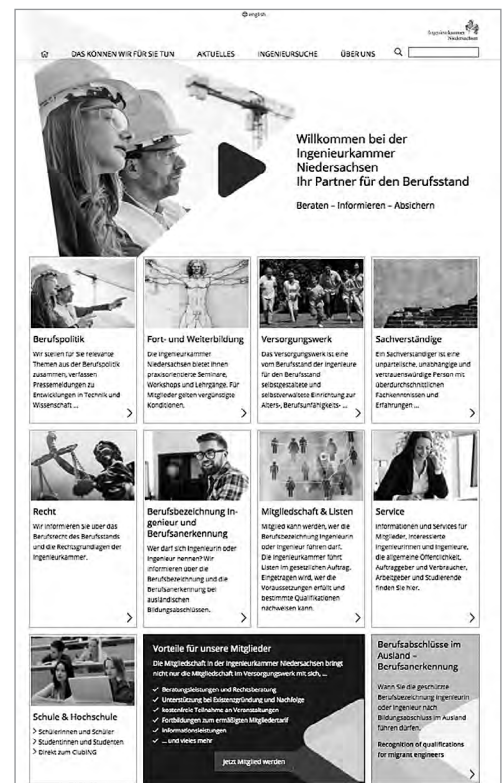 english
Ingenieurkammer
Niedersachsen
DAS KÖNNEN WIR FÜR SIE TUN
AKTUELLES
INGENIEURSUCHE
ÜBER UNS
Willkommen bei der
Ingenieurkammer
Niedersachsen
Ihr Partner für den Berufsstand
Beraten – Informieren – Absichern
Berufspolitik
Wir stellen für Sie relevante
Themen aus der Berufspolitik
zusammen, verfassen
Pressemeldungen zu
Entwicklungen in Technik und
Wissenschaft ...
Fort- und Weiterbildung
Die Ingenieurkammer
Niedersachsen bietet Ihnen
praxisorientierte Seminare,
Workshops und Lehrgänge. Für
Mitglieder gelten vergünstigte
Konditionen.
Versorgungswerk
Das Versorgungswerk ist eine
vom Berufsstand der Ingenieure
für den Berufsstand
selbstgestaltete und
selbstverwaltete Einrichtung zur
Alters-, Berufsunfähigkeits- ...
Sachverständige
Ein Sachverständiger ist eine
unparteiische, unabhängige und
vertrauenswürdige Person mit
überdurchschnittlichen
Fachkenntnissen und
Erfahrungen ...
Recht
Wir informieren Sie über das
Berufsrecht des Berufsstands
und die Rechtsgrundlagen der
Ingenieurkammer.
Berufsbezeichnung In-
genieur und
Berufsanerkennung
Wer darf sich Ingenieurin oder
Ingenieur nennen? Wir
informieren über die
Berufsbezeichnung und die
Berufsanerkennung bei
ausländischen
Bildungsabschlüssen.
Mitgliedschaft & Listen
Mitglied kann werden, wer die
Berufsbezeichnung Ingenieurin
oder Ingenieur führen darf.
Die Ingenieurkammer führt
Listen im gesetzlichen Auftrag.
Eingetragen wird, wer die
Voraussetzungen erfüllt und
bestimmte Qualifikationen
nachweisen kann.
Service
Informationen und Services für
Mitglieder, interessierte
Ingenieurinnen und Ingenieure,
die allgemeine Öffentlichkeit,
Auftraggeber und Verbraucher,
Arbeitgeber und Studierende
finden Sie hier.
Schule & Hochschule
Schülerinnen und Schüler
Studentinnen und Studenten
Direkt zum ClubING
Vorteile für unsere Mitglieder
Die Mitgliedschaft in der Ingenieurkammer Niedersachsen bringt
nicht nur die Mitgliedschaft im Versorgungswerk mit sich, ...
✓ Beratungsleistungen und Rechtsberatung
✓ Unterstützung bei Existenzgründung und Nachfolge
✓ kostenfreie Teilnahme an Veranstaltungen
✓ Fortbildungen zum ermäßigten Mitgliedertarif
✓ Informationsleistungen
✓ ... und vieles mehr
Jetzt Mitglied werden
Berufsabschlüsse im
Ausland –
Berufsanerkennung
Wann Sie die geschützte
Berufsbezeichnung Ingenieurin
oder Ingenieur nach
Bildungsabschluss im Ausland
führen dürfen.
Recognition of qualifications
for migrant engineers